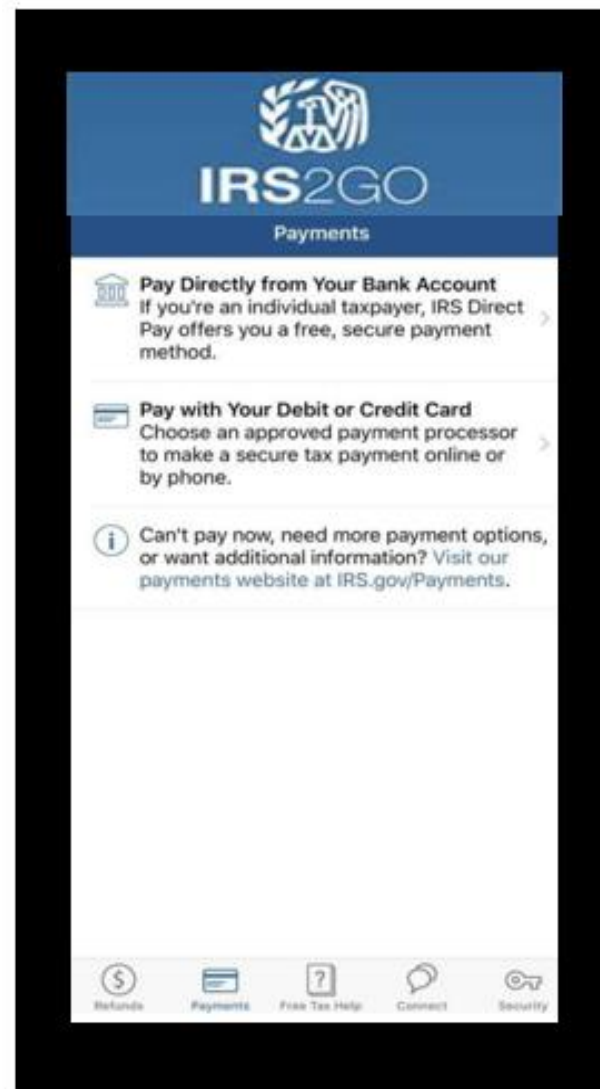 IRS2GO
Payments
Pay Directly from Your Bank Account
If you're an individual taxpayer, IRS Direct
Pay offers you a free, secure payment
method.
Pay with Your Debit or Credit Card
Choose an approved payment processor
to make a secure tax payment online or
by phone.
Can't pay now, need more payment options,
or want additional information? Visit our
payments website at IRS.gov/Payments.
Refunds Payments Free Tax Help Connect Security